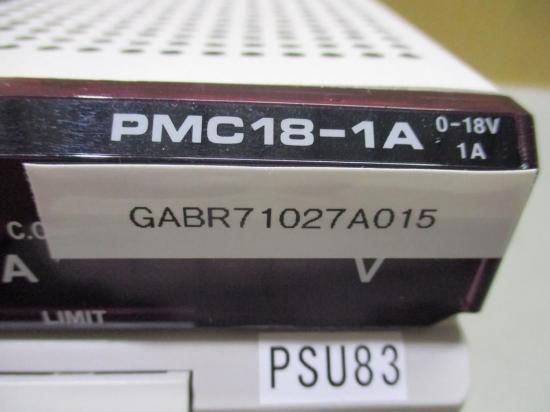 PMC18-1A 0-18V
1A
GABR71027A015
A V
LIMIT
PSU83